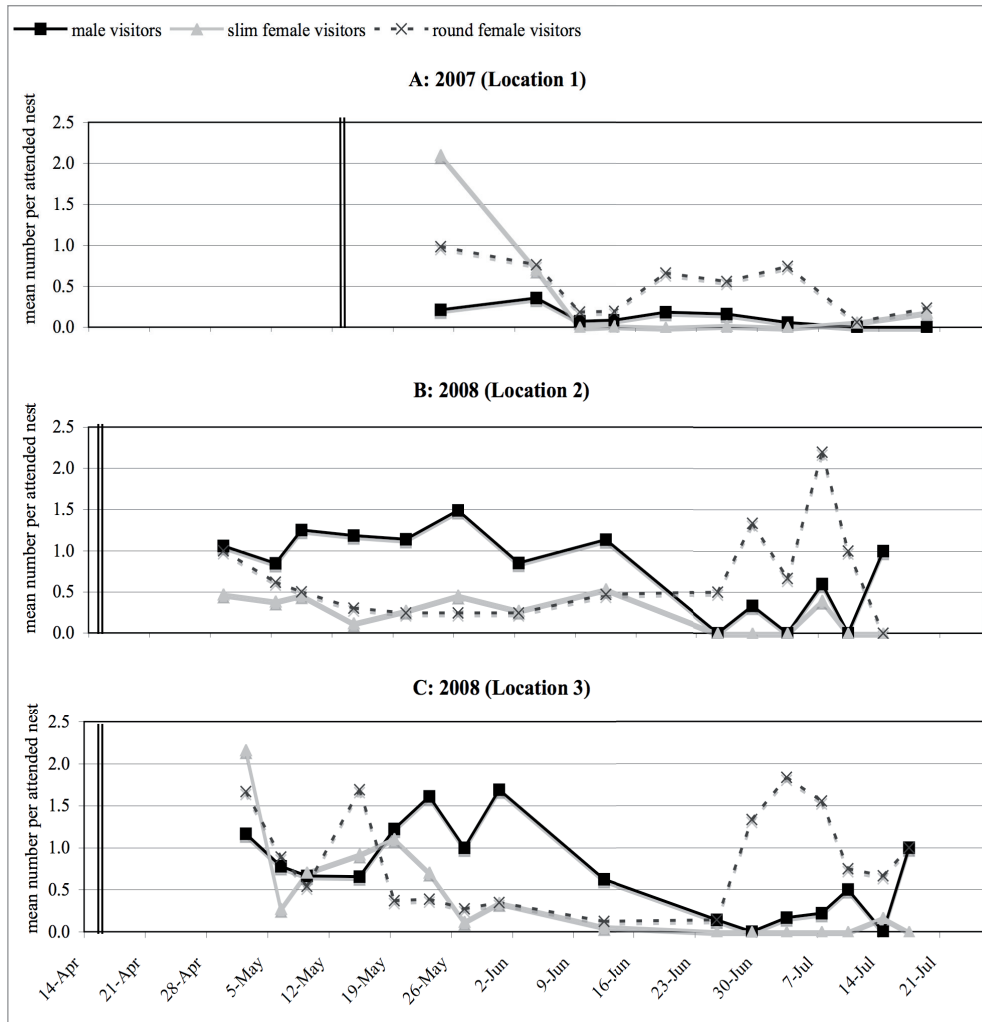 male visitors slim female visitors round female visitors
A: 2007 (Location 1)
mean number per attended nest
2.5
2.0
1.5
1.0
0.5
0.0
B: 2008 (Location 2)
mean number per attended nest
2.5
2.0
1.5
1.0
0.5
0.0
C: 2008 (Location 3)
mean number per attended nest
2.5
2.0
1.5
1.0
0.5
0.0
14-Apr 21-Apr 28-Apr 5-May 12-May 19-May 26-May 2-Jun 9-Jun 16-Jun 23-Jun 30-Jun 7-Jul 14-Jul 21-Jul